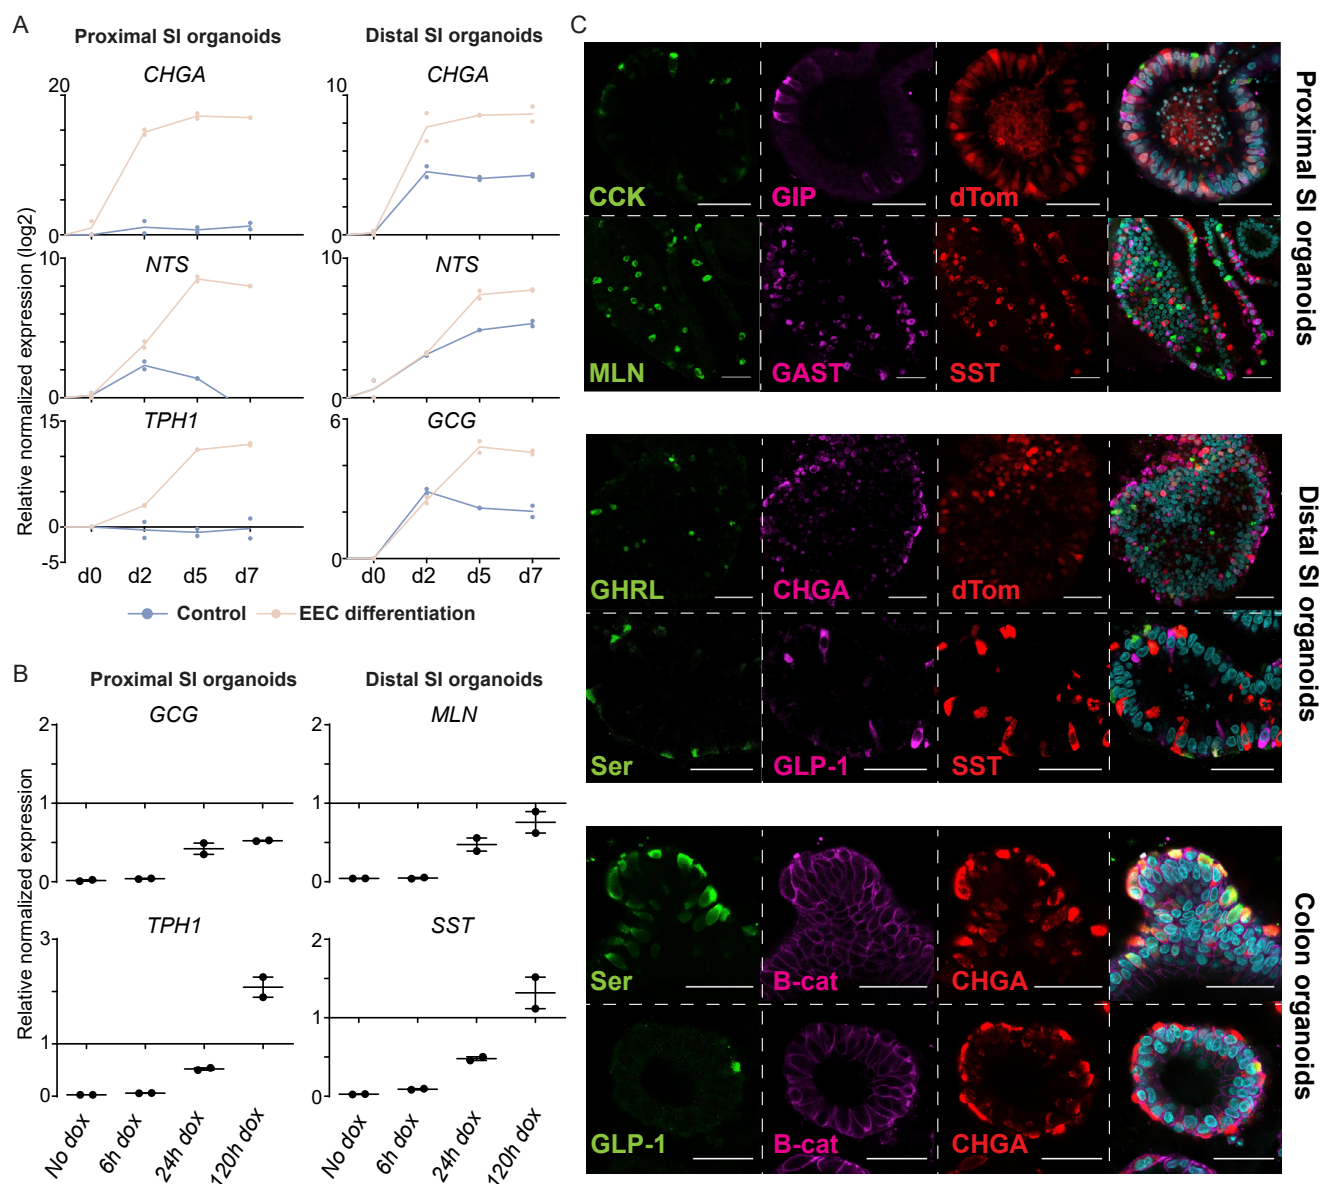 A
Proximal SI organoids
Distal SI organoids
Relative normalized expression (log2)
CHGA
20
0
CHGA
10
0
NTS
10
0
NTS
10
0
TPH1
15
0
-5
d0 d2 d5 d7
GCG
6
0
d0 d2 d5 d7
Control
EEC differentiation
B
Proximal SI organoids
Distal SI organoids
Relative normalized expression
GCG
2
1
0
MLN
2
1
0
TPH1
3
1
0
No dox
6h dox
24h dox
120h dox
SST
2
1
0
No dox
6h dox
24h dox
120h dox
C
CCK
GIP
dTom
MLN
GAST
SST
Proximal SI organoids
GHRL
CHGA
dTom
Ser
GLP-1
SST
Distal SI organoids
Ser
B-cat
CHGA
GLP-1
B-cat
CHGA
Colon organoids